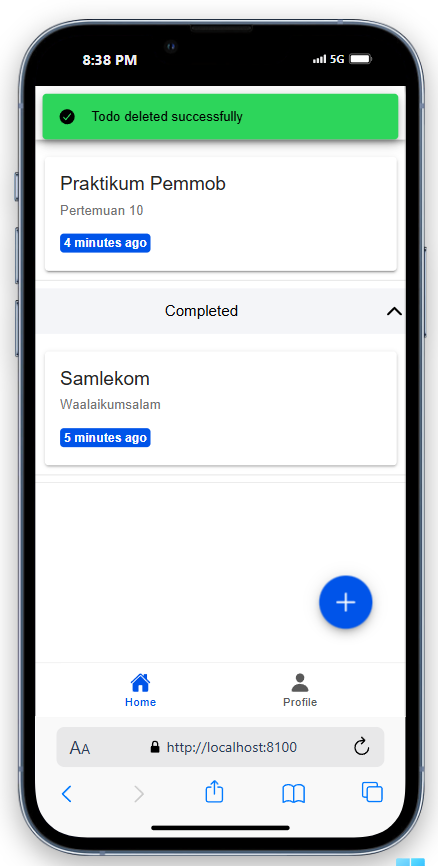 8:38 PM
5G
Todo deleted successfully
Praktikum Pemmob
Pertemuan 10
4 minutes ago
Completed
Samlekom
Waalaikumsalam
5 minutes ago
Home
Profile
AA
http://localhost:8100